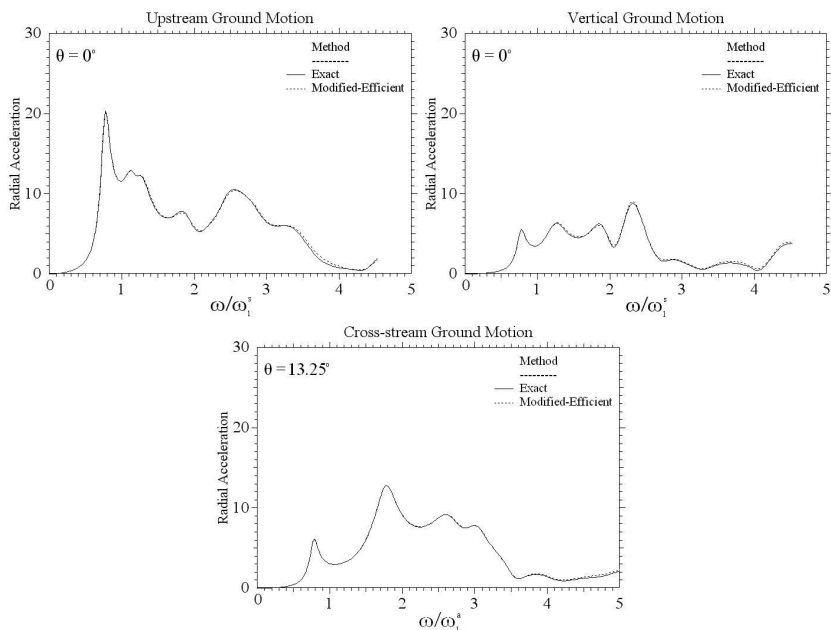 Upstream Ground Motion
30
20
10
0
Radial Acceleration
θ = 0°
Method
---------
Exact
Modified-Efficient
1
2
3
4
5
ω/ω₁ˢ
Vertical Ground Motion
30
20
10
0
Radial Acceleration
θ = 0°
Method
---------
Exact
Modified-Efficient
1
2
3
4
5
ω/ω₁ˢ
Cross-stream Ground Motion
30
20
10
0
Radial Acceleration
θ = 13.25°
Method
---------
Exact
Modified-Efficient
0
1
2
3
4
5
ω/ω₁ᵃ